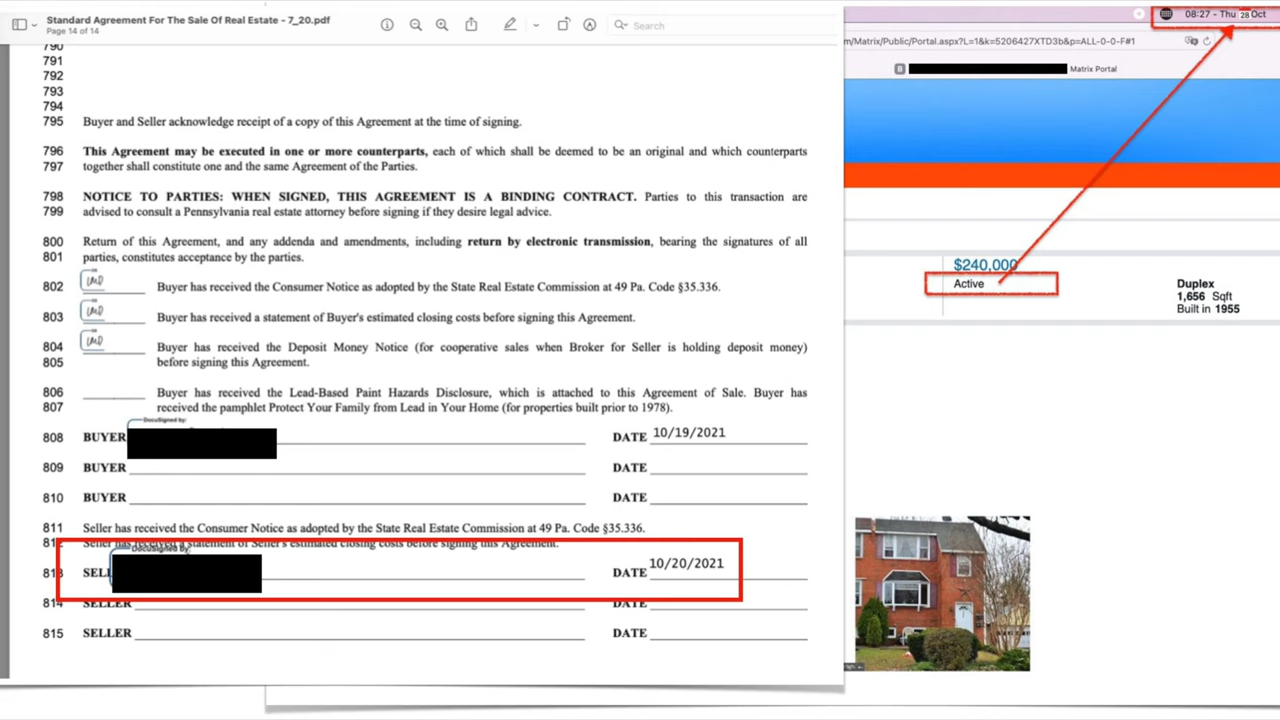 Standard Agreement For The Sale Of Real Estate - 7_20.pdf
Page 14 of 14
Search
790
791
792
793
794
795 Buyer and Seller acknowledge receipt of a copy of this Agreement at the time of signing.
796 This Agreement may be executed in one or more counterparts, each of which shall be deemed to be an original and which counterparts
797 together shall constitute one and the same Agreement of the Parties.
798 NOTICE TO PARTIES: WHEN SIGNED, THIS AGREEMENT IS A BINDING CONTRACT. Parties to this transaction are
799 advised to consult a Pennsylvania real estate attorney before signing if they desire legal advice.
800 Return of this Agreement, and any addenda and amendments, including return by electronic transmission, bearing the signatures of all
801 parties, constitutes acceptance by the parties.
802 Buyer has received the Consumer Notice as adopted by the State Real Estate Commission at 49 Pa. Code §35.336.
803 Buyer has received a statement of Buyer's estimated closing costs before signing this Agreement.
804 Buyer has received the Deposit Money Notice (for cooperative sales when Broker for Seller is holding deposit money)
805 before signing this Agreement.
806 Buyer has received the Lead-Based Paint Hazards Disclosure, which is attached to this Agreement of Sale. Buyer has
807 received the pamphlet Protect Your Family from Lead in Your Home (for properties built prior to 1978).
DocuSigned by:
808 BUYER DATE 10/19/2021
809 BUYER DATE
810 BUYER DATE
811 Seller has received the Consumer Notice as adopted by the State Real Estate Commission at 49 Pa. Code §35.336.
812 Seller has received a statement of Seller's estimated closing costs before signing this Agreement.
DocuSigned by:
813 SELL DATE 10/20/2021
814 SELLER DATE
815 SELLER DATE
08:27 - Thu 28 Oct
m/Matrix/Public/Portal.aspx?L=1&k=5206427XTD3b&p=ALL-0-0-F#1
B Matrix Portal
$240,000
Active
Duplex
1,656 Sqft
Built in 1955